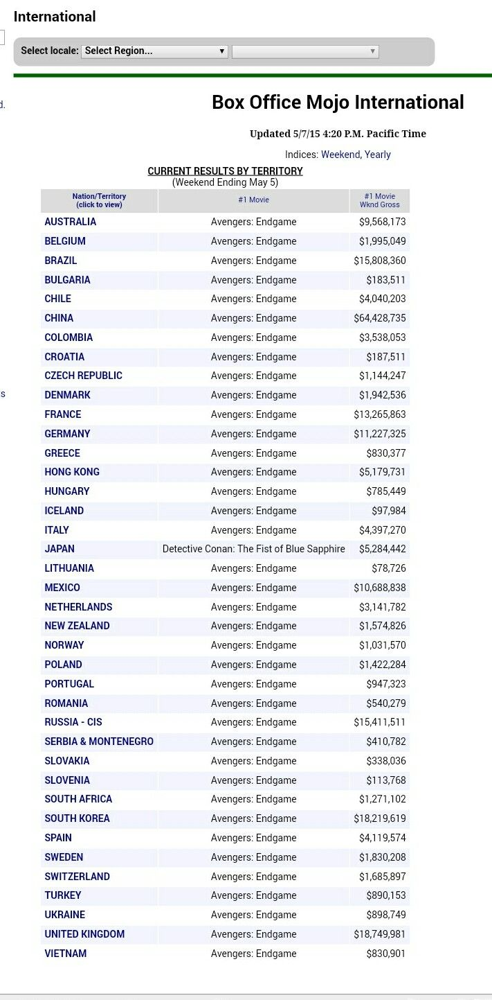 International
Select locale: Select Region...
d.
Box Office Mojo International
Updated 5/7/15 4:20 P.M. Pacific Time
Indices: Weekend, Yearly
CURRENT RESULTS BY TERRITORY
(Weekend Ending May 5)
Nation/Territory (click to view) #1 Movie #1 Movie Wknd Gross
AUSTRALIA Avengers: Endgame $9,568,173
BELGIUM Avengers: Endgame $1,995,049
BRAZIL Avengers: Endgame $15,808,360
BULGARIA Avengers: Endgame $183,511
CHILE Avengers: Endgame $4,040,203
CHINA Avengers: Endgame $64,428,735
COLOMBIA Avengers: Endgame $3,538,053
CROATIA Avengers: Endgame $187,511
CZECH REPUBLIC Avengers: Endgame $1,144,247
s
DENMARK Avengers: Endgame $1,942,536
FRANCE Avengers: Endgame $13,265,863
GERMANY Avengers: Endgame $11,227,325
GREECE Avengers: Endgame $830,377
HONG KONG Avengers: Endgame $5,179,731
HUNGARY Avengers: Endgame $785,449
ICELAND Avengers: Endgame $97,984
ITALY Avengers: Endgame $4,397,270
JAPAN Detective Conan: The Fist of Blue Sapphire $5,284,442
LITHUANIA Avengers: Endgame $78,726
MEXICO Avengers: Endgame $10,688,838
NETHERLANDS Avengers: Endgame $3,141,782
NEW ZEALAND Avengers: Endgame $1,574,826
NORWAY Avengers: Endgame $1,031,570
POLAND Avengers: Endgame $1,422,284
PORTUGAL Avengers: Endgame $947,323
ROMANIA Avengers: Endgame $540,279
RUSSIA - CIS Avengers: Endgame $15,411,511
SERBIA & MONTENEGRO Avengers: Endgame $410,782
SLOVAKIA Avengers: Endgame $338,036
SLOVENIA Avengers: Endgame $113,768
SOUTH AFRICA Avengers: Endgame $1,271,102
SOUTH KOREA Avengers: Endgame $18,219,619
SPAIN Avengers: Endgame $4,119,574
SWEDEN Avengers: Endgame $1,830,208
SWITZERLAND Avengers: Endgame $1,685,897
TURKEY Avengers: Endgame $890,153
UKRAINE Avengers: Endgame $898,749
UNITED KINGDOM Avengers: Endgame $18,749,981
VIETNAM Avengers: Endgame $830,901